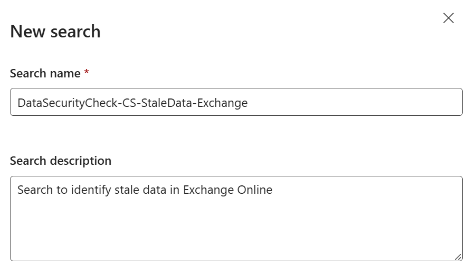 New search
Search name *
DataSecurityCheck-CS-StaleData-Exchange
Search description
Search to identify stale data in Exchange Online